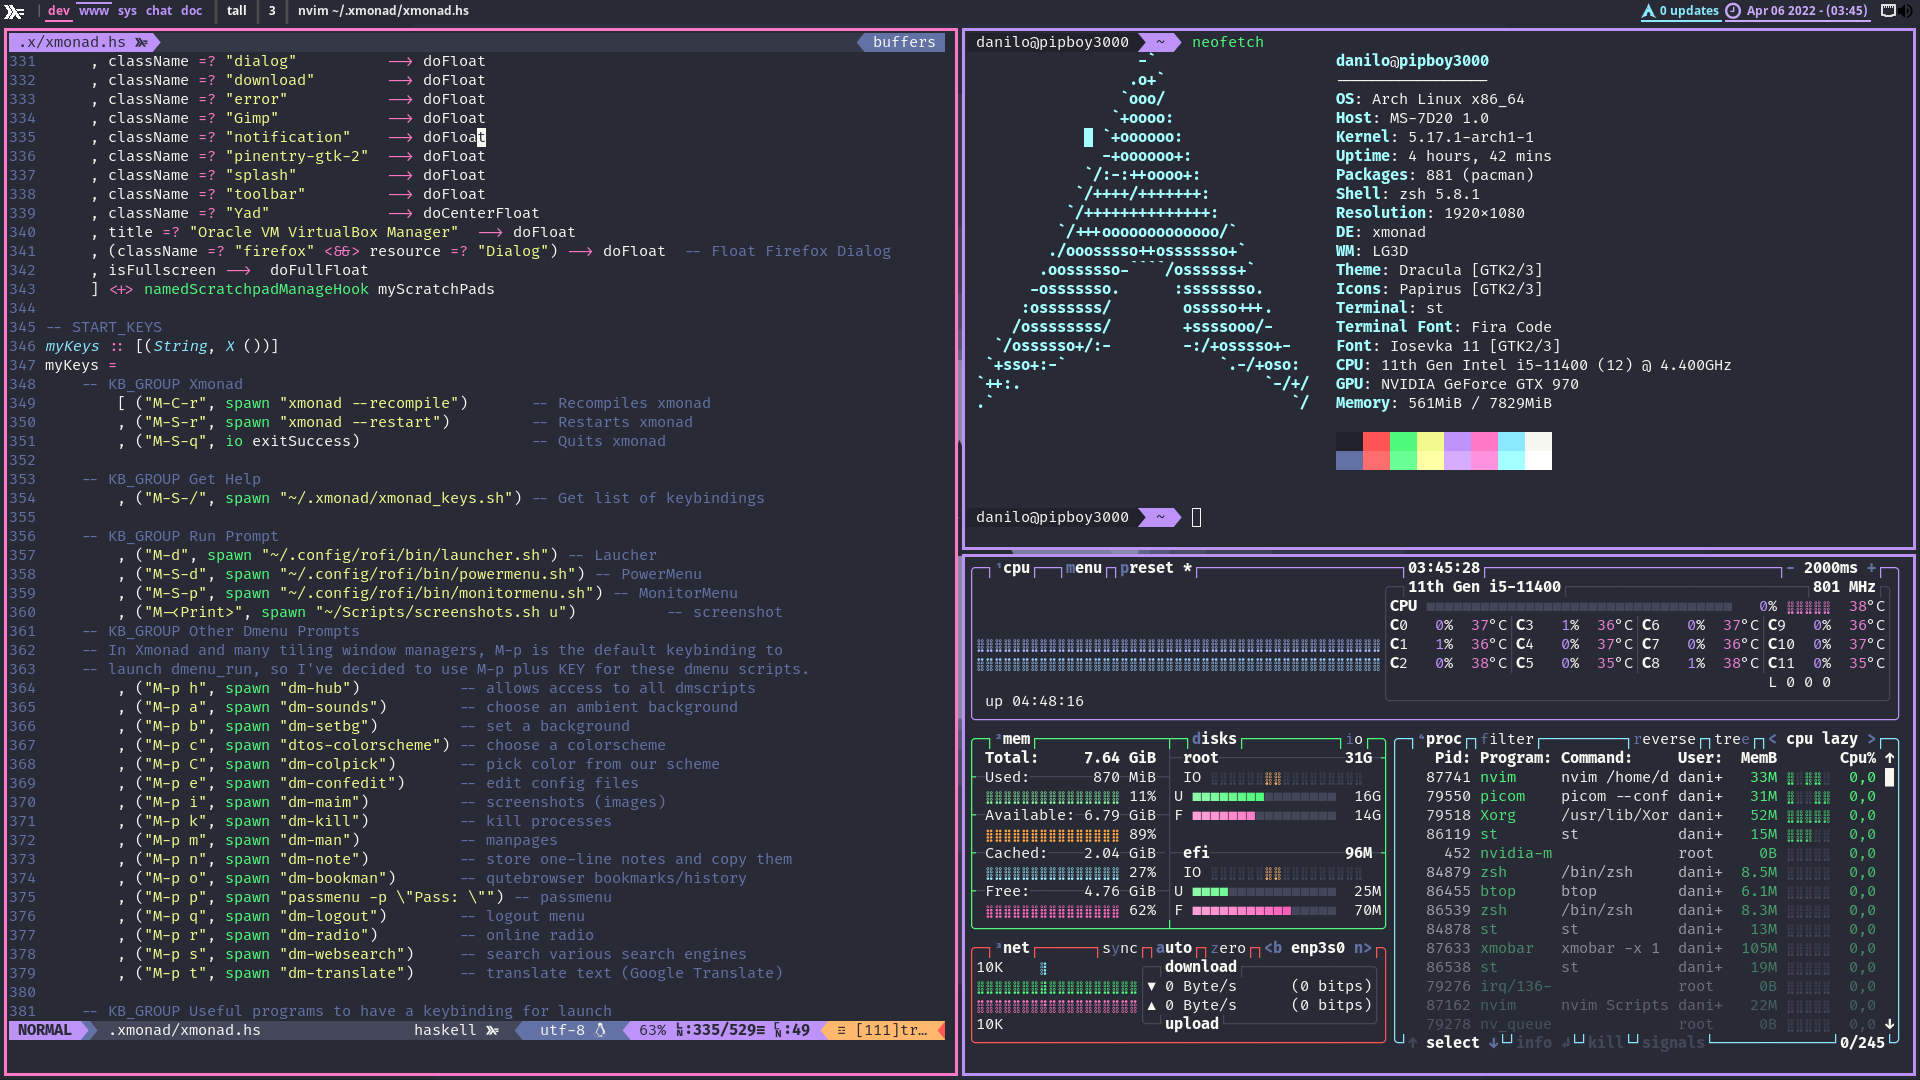 dev www sys chat doc tall 3 nvim ~/.xmonad/xmonad.hs 0 updates Apr 06 2022 - (03:45)
.x/xmonad.hs buffers
331 , className =? "dialog" --> doFloat
332 , className =? "download" --> doFloat
333 , className =? "error" --> doFloat
334 , className =? "Gimp" --> doFloat
335 , className =? "notification" --> doFloat
336 , className =? "pinentry-gtk-2" --> doFloat
337 , className =? "splash" --> doFloat
338 , className =? "toolbar" --> doFloat
339 , className =? "Yad" --> doCenterFloat
340 , title =? "Oracle VM VirtualBox Manager" --> doFloat
341 , (className =? "firefox" <&&> resource =? "Dialog") --> doFloat -- Float Firefox Dialog
342 , isFullscreen --> doFullFloat
343 ] <+> namedScratchpadManageHook myScratchPads
344
345 -- START_KEYS
346 myKeys :: [(String, X ())]
347 myKeys =
348 -- KB_GROUP Xmonad
349 [ ("M-C-r", spawn "xmonad --recompile") -- Recompiles xmonad
350 , ("M-S-r", spawn "xmonad --restart") -- Restarts xmonad
351 , ("M-S-q", io exitSuccess) -- Quits xmonad
352
353 -- KB_GROUP Get Help
354 , ("M-S-/", spawn "~/.xmonad/xmonad_keys.sh") -- Get list of keybindings
355
356 -- KB_GROUP Run Prompt
357 , ("M-d", spawn "~/.config/rofi/bin/launcher.sh") -- Laucher
358 , ("M-S-d", spawn "~/.config/rofi/bin/powermenu.sh") -- PowerMenu
359 , ("M-S-p", spawn "~/.config/rofi/bin/monitormenu.sh") -- MonitorMenu
360 , ("M-<Print>", spawn "~/Scripts/screenshots.sh u") -- screenshot
361 -- KB_GROUP Other Dmenu Prompts
362 -- In Xmonad and many tiling window managers, M-p is the default keybinding to
363 -- launch dmenu_run, so I've decided to use M-p plus KEY for these dmenu scripts.
364 , ("M-p h", spawn "dm-hub") -- allows access to all dmscripts
365 , ("M-p a", spawn "dm-sounds") -- choose an ambient background
366 , ("M-p b", spawn "dm-setbg") -- set a background
367 , ("M-p c", spawn "dtos-colorscheme") -- choose a colorscheme
368 , ("M-p C", spawn "dm-colpick") -- pick color from our scheme
369 , ("M-p e", spawn "dm-confedit") -- edit config files
370 , ("M-p i", spawn "dm-maim") -- screenshots (images)
371 , ("M-p k", spawn "dm-kill") -- kill processes
372 , ("M-p m", spawn "dm-man") -- manpages
373 , ("M-p n", spawn "dm-note") -- store one-line notes and copy them
374 , ("M-p o", spawn "dm-bookman") -- qutebrowser bookmarks/history
375 , ("M-p p", spawn "passmenu -p \"Pass: \"") -- passmenu
376 , ("M-p q", spawn "dm-logout") -- logout menu
377 , ("M-p r", spawn "dm-radio") -- online radio
378 , ("M-p s", spawn "dm-websearch") -- search various search engines
379 , ("M-p t", spawn "dm-translate") -- translate text (Google Translate)
380
381 -- KB_GROUP Useful programs to have a keybinding for launch
NORMAL .xmonad/xmonad.hs haskell utf-8 63% :335/529≡ :49 [111]tr…
danilo@pipboy3000 ~ neofetch
-`
.o+`
`ooo/
`+oooo:
`+oooooo:
-+oooooo+:
`/:-:++oooo+:
`/++++/+++++++:
`/++++++++++++++:
`/+++ooooooooooooo/`
./ooosssso++osssssso+`
.oossssso-````/ossssss+`
-osssssso. :ssssssso.
:osssssss/ osssso+++.
/ossssssss/ +ssssooo/-
`/ossssso+/:- -:/+osssso+-
`+sso+:-` `.-/+oso:
`++:. `-/+/
.` `/
danilo@pipboy3000
-----------------
OS: Arch Linux x86_64
Host: MS-7D20 1.0
Kernel: 5.17.1-arch1-1
Uptime: 4 hours, 42 mins
Packages: 881 (pacman)
Shell: zsh 5.8.1
Resolution: 1920x1080
DE: xmonad
WM: LG3D
Theme: Dracula [GTK2/3]
Icons: Papirus [GTK2/3]
Terminal: st
Terminal Font: Fira Code
Font: Iosevka 11 [GTK2/3]
CPU: 11th Gen Intel i5-11400 (12) @ 4.400GHz
GPU: NVIDIA GeForce GTX 970
Memory: 561MiB / 7829MiB
danilo@pipboy3000 ~
¹cpu menu preset * 03:45:28 - 2000ms +
11th Gen i5-11400 801 MHz
CPU 0% 38°C
C0 0% 37°C C3 1% 36°C C6 0% 37°C C9 0% 36°C
C1 1% 36°C C4 0% 37°C C7 0% 36°C C10 0% 37°C
C2 0% 38°C C5 0% 35°C C8 1% 38°C C11 0% 35°C
L 0 0 0
up 04:48:16
²mem disks io
Total: 7.64 GiB root 31G
Used: 870 MiB IO
11% U 16G
Available: 6.79 GiB F 14G
89%
Cached: 2.04 GiB efi 96M
27% IO
Free: 4.76 GiB U 25M
62% F 70M
³net sync auto zero <b enp3s0 n>
10K download
▼ 0 Byte/s (0 bitps)
▲ 0 Byte/s (0 bitps)
10K upload
⁴proc filter reverse tree < cpu lazy >
Pid: Program: Command: User: MemB Cpu% ↑
87741 nvim nvim /home/d dani+ 33M 0,0
79550 picom picom --conf dani+ 31M 0,0
79518 Xorg /usr/lib/Xor dani+ 52M 0,0
86119 st st dani+ 15M 0,0
452 nvidia-m root 0B 0,0
84879 zsh /bin/zsh dani+ 8.5M 0,0
86455 btop btop dani+ 6.1M 0,0
86539 zsh /bin/zsh dani+ 8.3M 0,0
84878 st st dani+ 13M 0,0
87633 xmobar xmobar -x 1 dani+ 105M 0,0
86538 st st dani+ 19M 0,0
79276 irq/136- root 0B 0,0
87162 nvim nvim Scripts dani+ 22M 0,0
79278 nv_queue root 0B 0,0 ↓
↑ select ↓ info ↲ kill signals 0/245